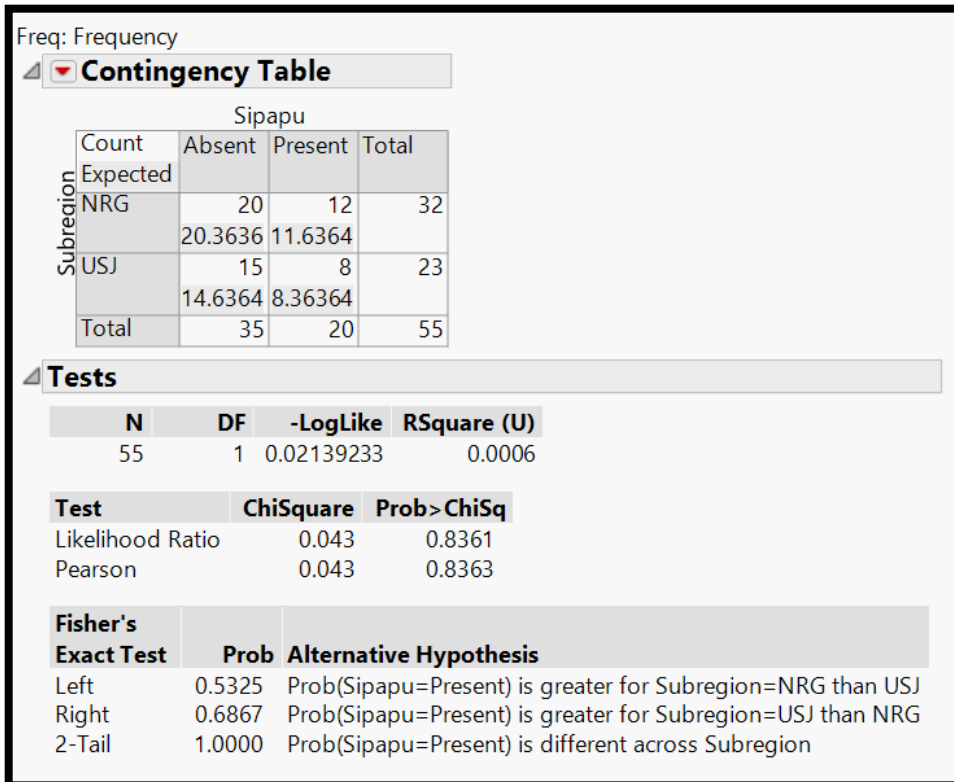 Freq: Frequency
Contingency Table
Sipapu
Subregion
Count Absent Present Total
Expected
NRG 20 12 32
20.3636 11.6364
USJ 15 8 23
14.6364 8.36364
Total 35 20 55
Tests
N DF -LogLike RSquare (U)
55 1 0.02139233 0.0006
Test ChiSquare Prob>ChiSq
Likelihood Ratio 0.043 0.8361
Pearson 0.043 0.8363
Fisher's
Exact Test Prob Alternative Hypothesis
Left 0.5325 Prob(Sipapu=Present) is greater for Subregion=NRG than USJ
Right 0.6867 Prob(Sipapu=Present) is greater for Subregion=USJ than NRG
2-Tail 1.0000 Prob(Sipapu=Present) is different across Subregion